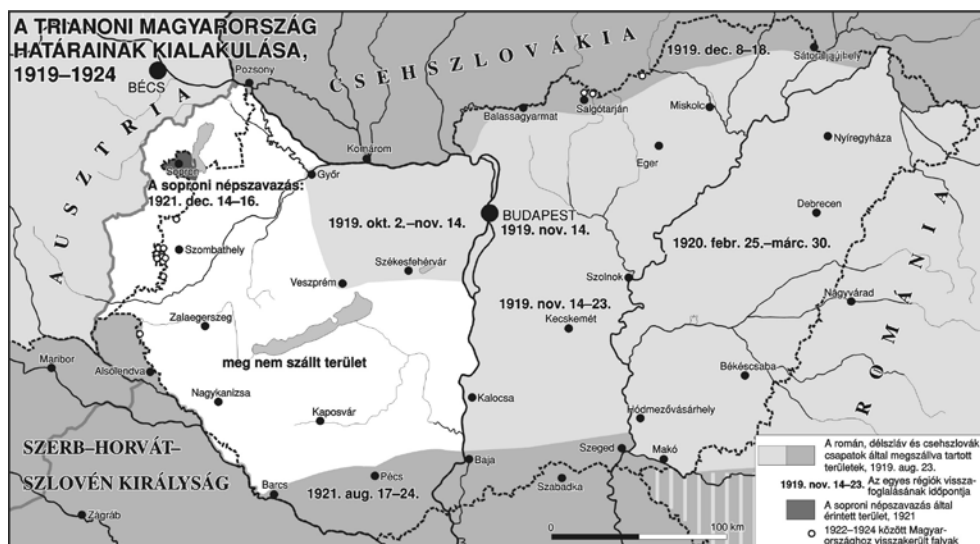 A TRIANONI MAGYARORSZÁG
HATÁRAINAK KIALAKULÁSA,
1919–1924
BÉCS
Pozsony
CSEHSZLOVÁKIA
1919. dec. 8–18.
Sátoraljaújhely
AUSZTRIA
Balassagyarmat
Salgótarján
Miskolc
Nyíregyháza
Sopron
Komárom
Győr
Eger
A soproni népszavazás:
1921. dec. 14–16.
Debrecen
Szombathely
1919. okt. 2.–nov. 14.
BUDAPEST
1919. nov. 14.
1920. febr. 25.–márc. 30.
Székesfehérvár
Veszprém
Szolnok
Nagyvárad
ROMÁNIA
1919. nov. 14–23.
Kecskemét
Zalaegerszeg
meg nem szállt terület
Maribor
Alsólendva
Nagykanizsa
Kaposvár
Kalocsa
Békéscsaba
Hódmezővásárhely
SZERB–HORVÁT–
SZLOVÉN KIRÁLYSÁG
Baja
Szeged
Makó
Pécs
1921. aug. 17–24.
Barcs
Szabadka
Zágráb
0 100 km
A román, délszláv és csehszlovák
csapatok által megszállva tartott
területek, 1919. aug. 23.
1919. nov. 14–23. Az egyes régiók vissza-
foglalásának időpontja
A soproni népszavazás által
érintett terület, 1921
1922–1924 között Magyar-
országhoz visszakerült falvak